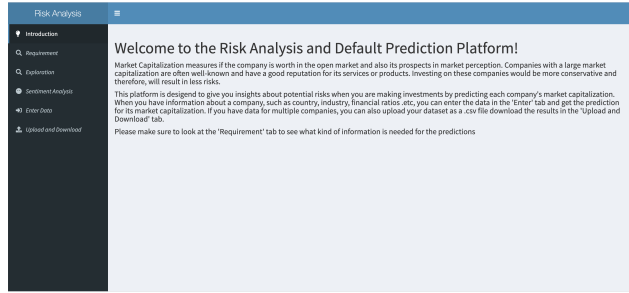 Risk Analysis
Introduction
Requirement
Exploration
Sentiment Analysis
Enter Data
Upload and Download
Welcome to the Risk Analysis and Default Prediction Platform!
Market Capitalization measures if the company is worth in the open market and also its prospects in market perception. Companies with a large market
capitalization are often well-known and have a good reputation for its services or products. Investing on these companies would be more conservative and
therefore, will result in less risks.
This platform is desigend to give you insights about potential risks when you are making investments by predicting each company's market capitalization.
When you have information about a company, such as country, industry, financial ratios .etc, you can enter the data in the 'Enter' tab and get the prediction
for its market capitalization. If you have data for multiple companies, you can also upload your dataset as a .csv file download the results in the 'Upload and
Download' tab.
Please make sure to look at the 'Requirement' tab to see what kind of information is needed for the predictions